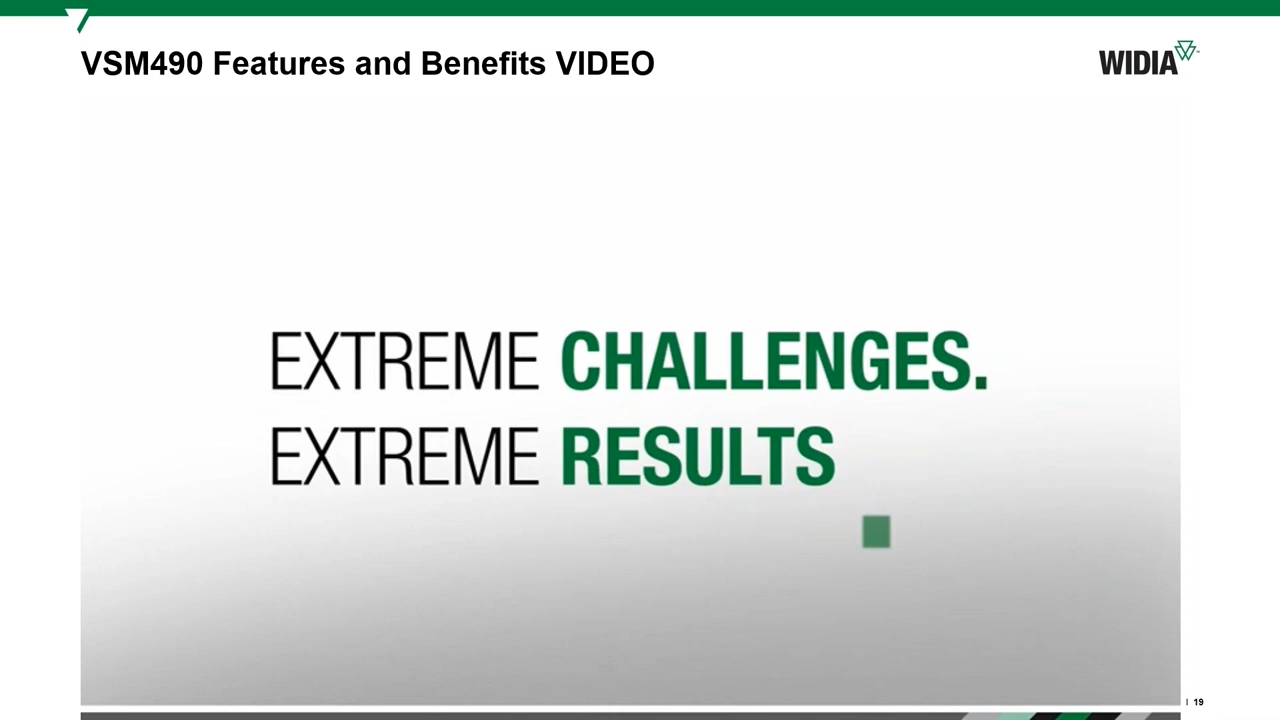 VSM490 Features and Benefits VIDEO
WIDIA
EXTREME CHALLENGES.
EXTREME RESULTS
19